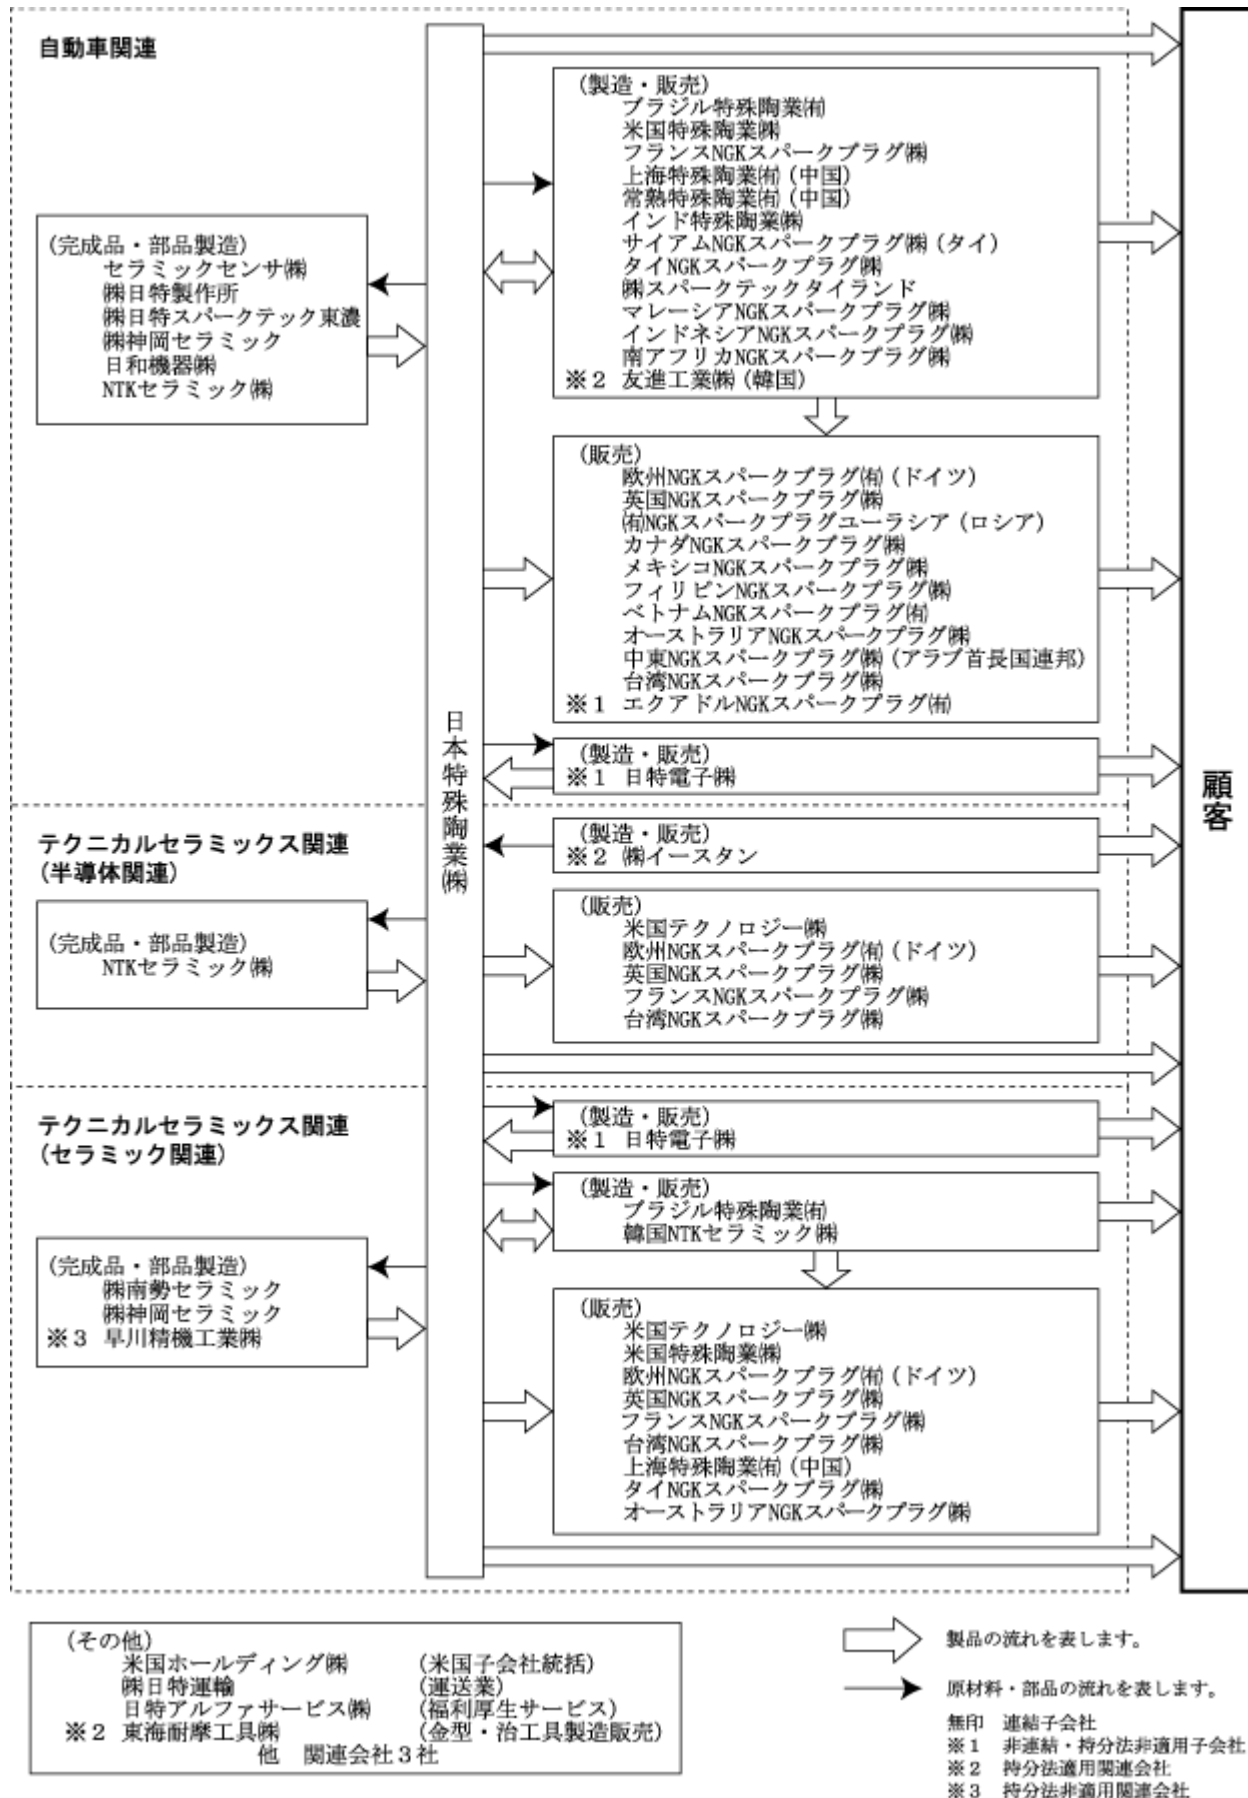 自動車関連
(完成品・部品製造)
セラミックセンサ㈱
㈱日特製作所
㈱日特スパークテック東濃
㈱神岡セラミック
日和機器㈱
NTKセラミック㈱
日本特殊陶業㈱
(製造・販売)
ブラジル特殊陶業㈲
米国特殊陶業㈱
フランスNGKスパークプラグ㈱
上海特殊陶業㈲(中国)
常熟特殊陶業㈲(中国)
インド特殊陶業㈱
サイアムNGKスパークプラグ㈱(タイ)
タイNGKスパークプラグ㈱
㈱スパークテックタイランド
マレーシアNGKスパークプラグ㈱
インドネシアNGKスパークプラグ㈱
南アフリカNGKスパークプラグ㈱
※2 友進工業㈱(韓国)
(販売)
欧州NGKスパークプラグ㈲(ドイツ)
英国NGKスパークプラグ㈱
㈲NGKスパークプラグユーラシア(ロシア)
カナダNGKスパークプラグ㈱
メキシコNGKスパークプラグ㈱
フィリピンNGKスパークプラグ㈱
ベトナムNGKスパークプラグ㈲
オーストラリアNGKスパークプラグ㈱
中東NGKスパークプラグ㈱(アラブ首長国連邦)
台湾NGKスパークプラグ㈱
※1 エクアドルNGKスパークプラグ㈲
(製造・販売)
※1 日特電子㈱
顧客
テクニカルセラミックス関連
(半導体関連)
(完成品・部品製造)
NTKセラミック㈱
(製造・販売)
※2 ㈱イースタン
(販売)
米国テクノロジー㈱
欧州NGKスパークプラグ㈲(ドイツ)
英国NGKスパークプラグ㈱
フランスNGKスパークプラグ㈱
台湾NGKスパークプラグ㈱
テクニカルセラミックス関連
(セラミック関連)
(完成品・部品製造)
㈱南勢セラミック
㈱神岡セラミック
※3 早川精機工業㈱
(製造・販売)
※1 日特電子㈱
(製造・販売)
ブラジル特殊陶業㈲
韓国NTKセラミック㈱
(販売)
米国テクノロジー㈱
米国特殊陶業㈱
欧州NGKスパークプラグ㈲(ドイツ)
英国NGKスパークプラグ㈱
フランスNGKスパークプラグ㈱
台湾NGKスパークプラグ㈱
上海特殊陶業㈲(中国)
タイNGKスパークプラグ㈱
オーストラリアNGKスパークプラグ㈱
(その他)
米国ホールディング㈱ (米国子会社統括)
㈱日特運輸 (運送業)
日特アルファサービス㈱ (福利厚生サービス)
※2 東海耐摩工具㈱ (金型・治工具製造販売)
他 関連会社3社
製品の流れを表します。
原材料・部品の流れを表します。
無印 連結子会社
※1 非連結・持分法非適用子会社
※2 持分法適用関連会社
※3 持分法非適用関連会社